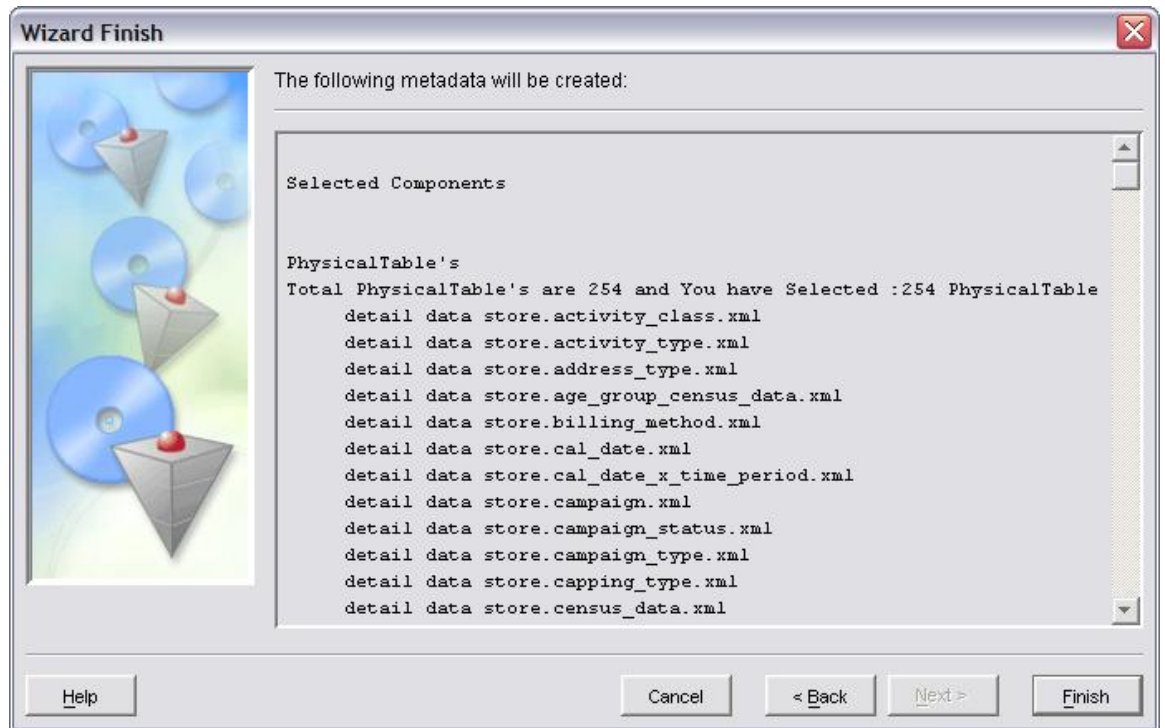 Wizard Finish
The following metadata will be created:
Selected Components
PhysicalTable's
Total PhysicalTable's are 254 and You have Selected :254 PhysicalTable
detail data store.activity_class.xml
detail data store.activity_type.xml
detail data store.address_type.xml
detail data store.age_group_census_data.xml
detail data store.billing_method.xml
detail data store.cal_date.xml
detail data store.cal_date_x_time_period.xml
detail data store.campaign.xml
detail data store.campaign_status.xml
detail data store.campaign_type.xml
detail data store.capping_type.xml
detail data store.census_data.xml
Help Cancel < Back Next > Finish